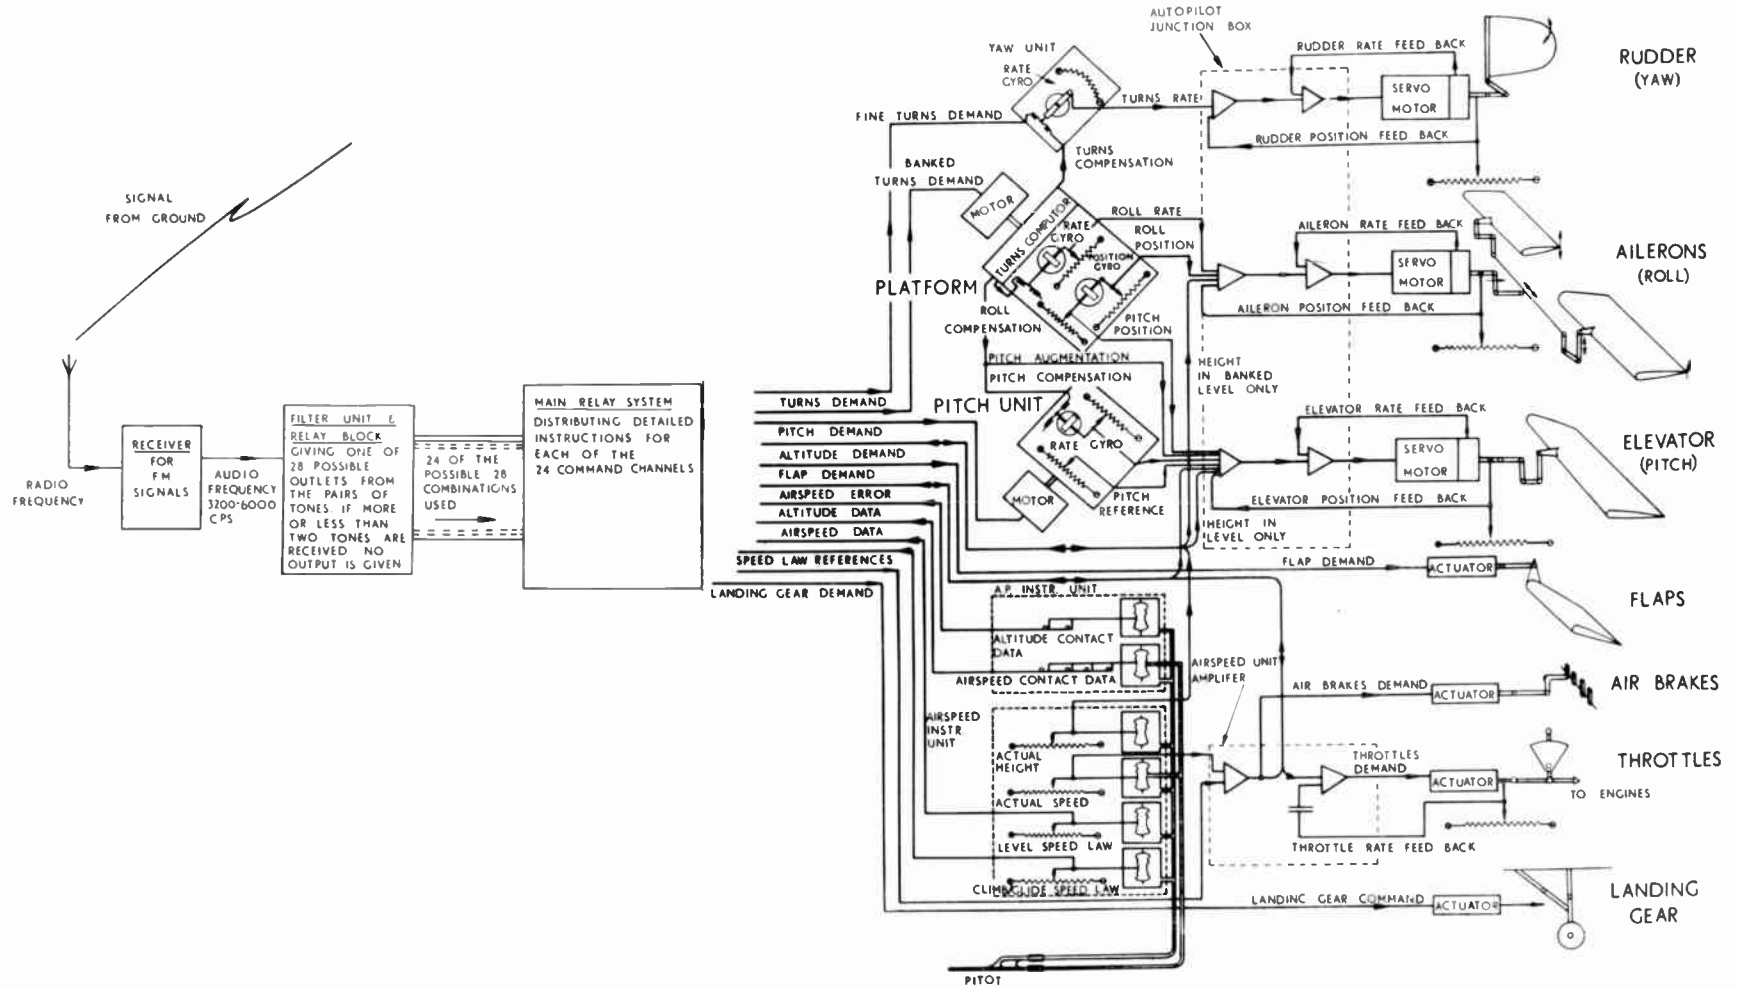 AUTOPILOT
JUNCTION BOX
YAW UNIT
RATE
GYRO
RUDDER RATE FEED BACK
RUDDER
(YAW)
SERVO
MOTOR
TURNS RATE
FINE TURNS DEMAND
RUDDER POSITION FEED BACK
TURNS
COMPENSATION
BANKED
TURNS DEMAND
MOTOR
SIGNAL
FROM GROUND
TURNS COMPUTOR
RATE
GYRO
POSITION
GYRO
ROLL RATE
ROLL
POSITION
AILERON RATE FEED BACK
SERVO
MOTOR
AILERONS
(ROLL)
PLATFORM
ROLL
COMPENSATION
PITCH
POSITION
AILERON POSITON FEED BACK
PITCH AUGMENTATION
PITCH COMPENSATION
HEIGHT
IN BANKED
LEVEL ONLY
PITCH UNIT
RATE GYRO
MOTOR
PITCH
REFERENCE
ELEVATOR RATE FEED BACK
SERVO
MOTOR
ELEVATOR
(PITCH)
ELEVATOR POSITION FEED BACK
HEIGHT IN
LEVEL ONLY
RADIO
FREQUENCY
RECEIVER
FOR
FM
SIGNALS
AUDIO
FREQUENCY
3200-6000
CPS
FILTER UNIT &
RELAY BLOCK
GIVING ONE OF
28 POSSIBLE
OUTLETS FROM
THE PAIRS OF
TONES. IF MORE
OR LESS THAN
TWO TONES ARE
RECEIVED NO
OUTPUT IS GIVEN
24 OF THE
POSSIBLE 28
COMBINATIONS
USED
MAIN RELAY SYSTEM
DISTRIBUTING DETAILED
INSTRUCTIONS FOR
EACH OF THE
24 COMMAND CHANNELS
TURNS DEMAND
PITCH DEMAND
ALTITUDE DEMAND
FLAP DEMAND
AIRSPEED ERROR
ALTITUDE DATA
AIRSPEED DATA
SPEED LAW REFERENCES
LANDING GEAR DEMAND
FLAP DEMAND
ACTUATOR
FLAPS
A.P. INSTR. UNIT
ALTITUDE CONTACT
DATA
AIRSPEED CONTACT DATA
AIRSPEED UNIT
AMPLIFER
AIR BRAKES DEMAND
ACTUATOR
AIR BRAKES
AIRSPEED
INSTR
UNIT
ACTUAL
HEIGHT
ACTUAL SPEED
LEVEL SPEED LAW
CLIMB/GLIDE SPEED LAW
THROTTLES
DEMAND
ACTUATOR
THROTTLES
TO ENGINES
THROTTLE RATE FEED BACK
LANDING GEAR COMMAND
ACTUATOR
LANDING
GEAR
PITOT